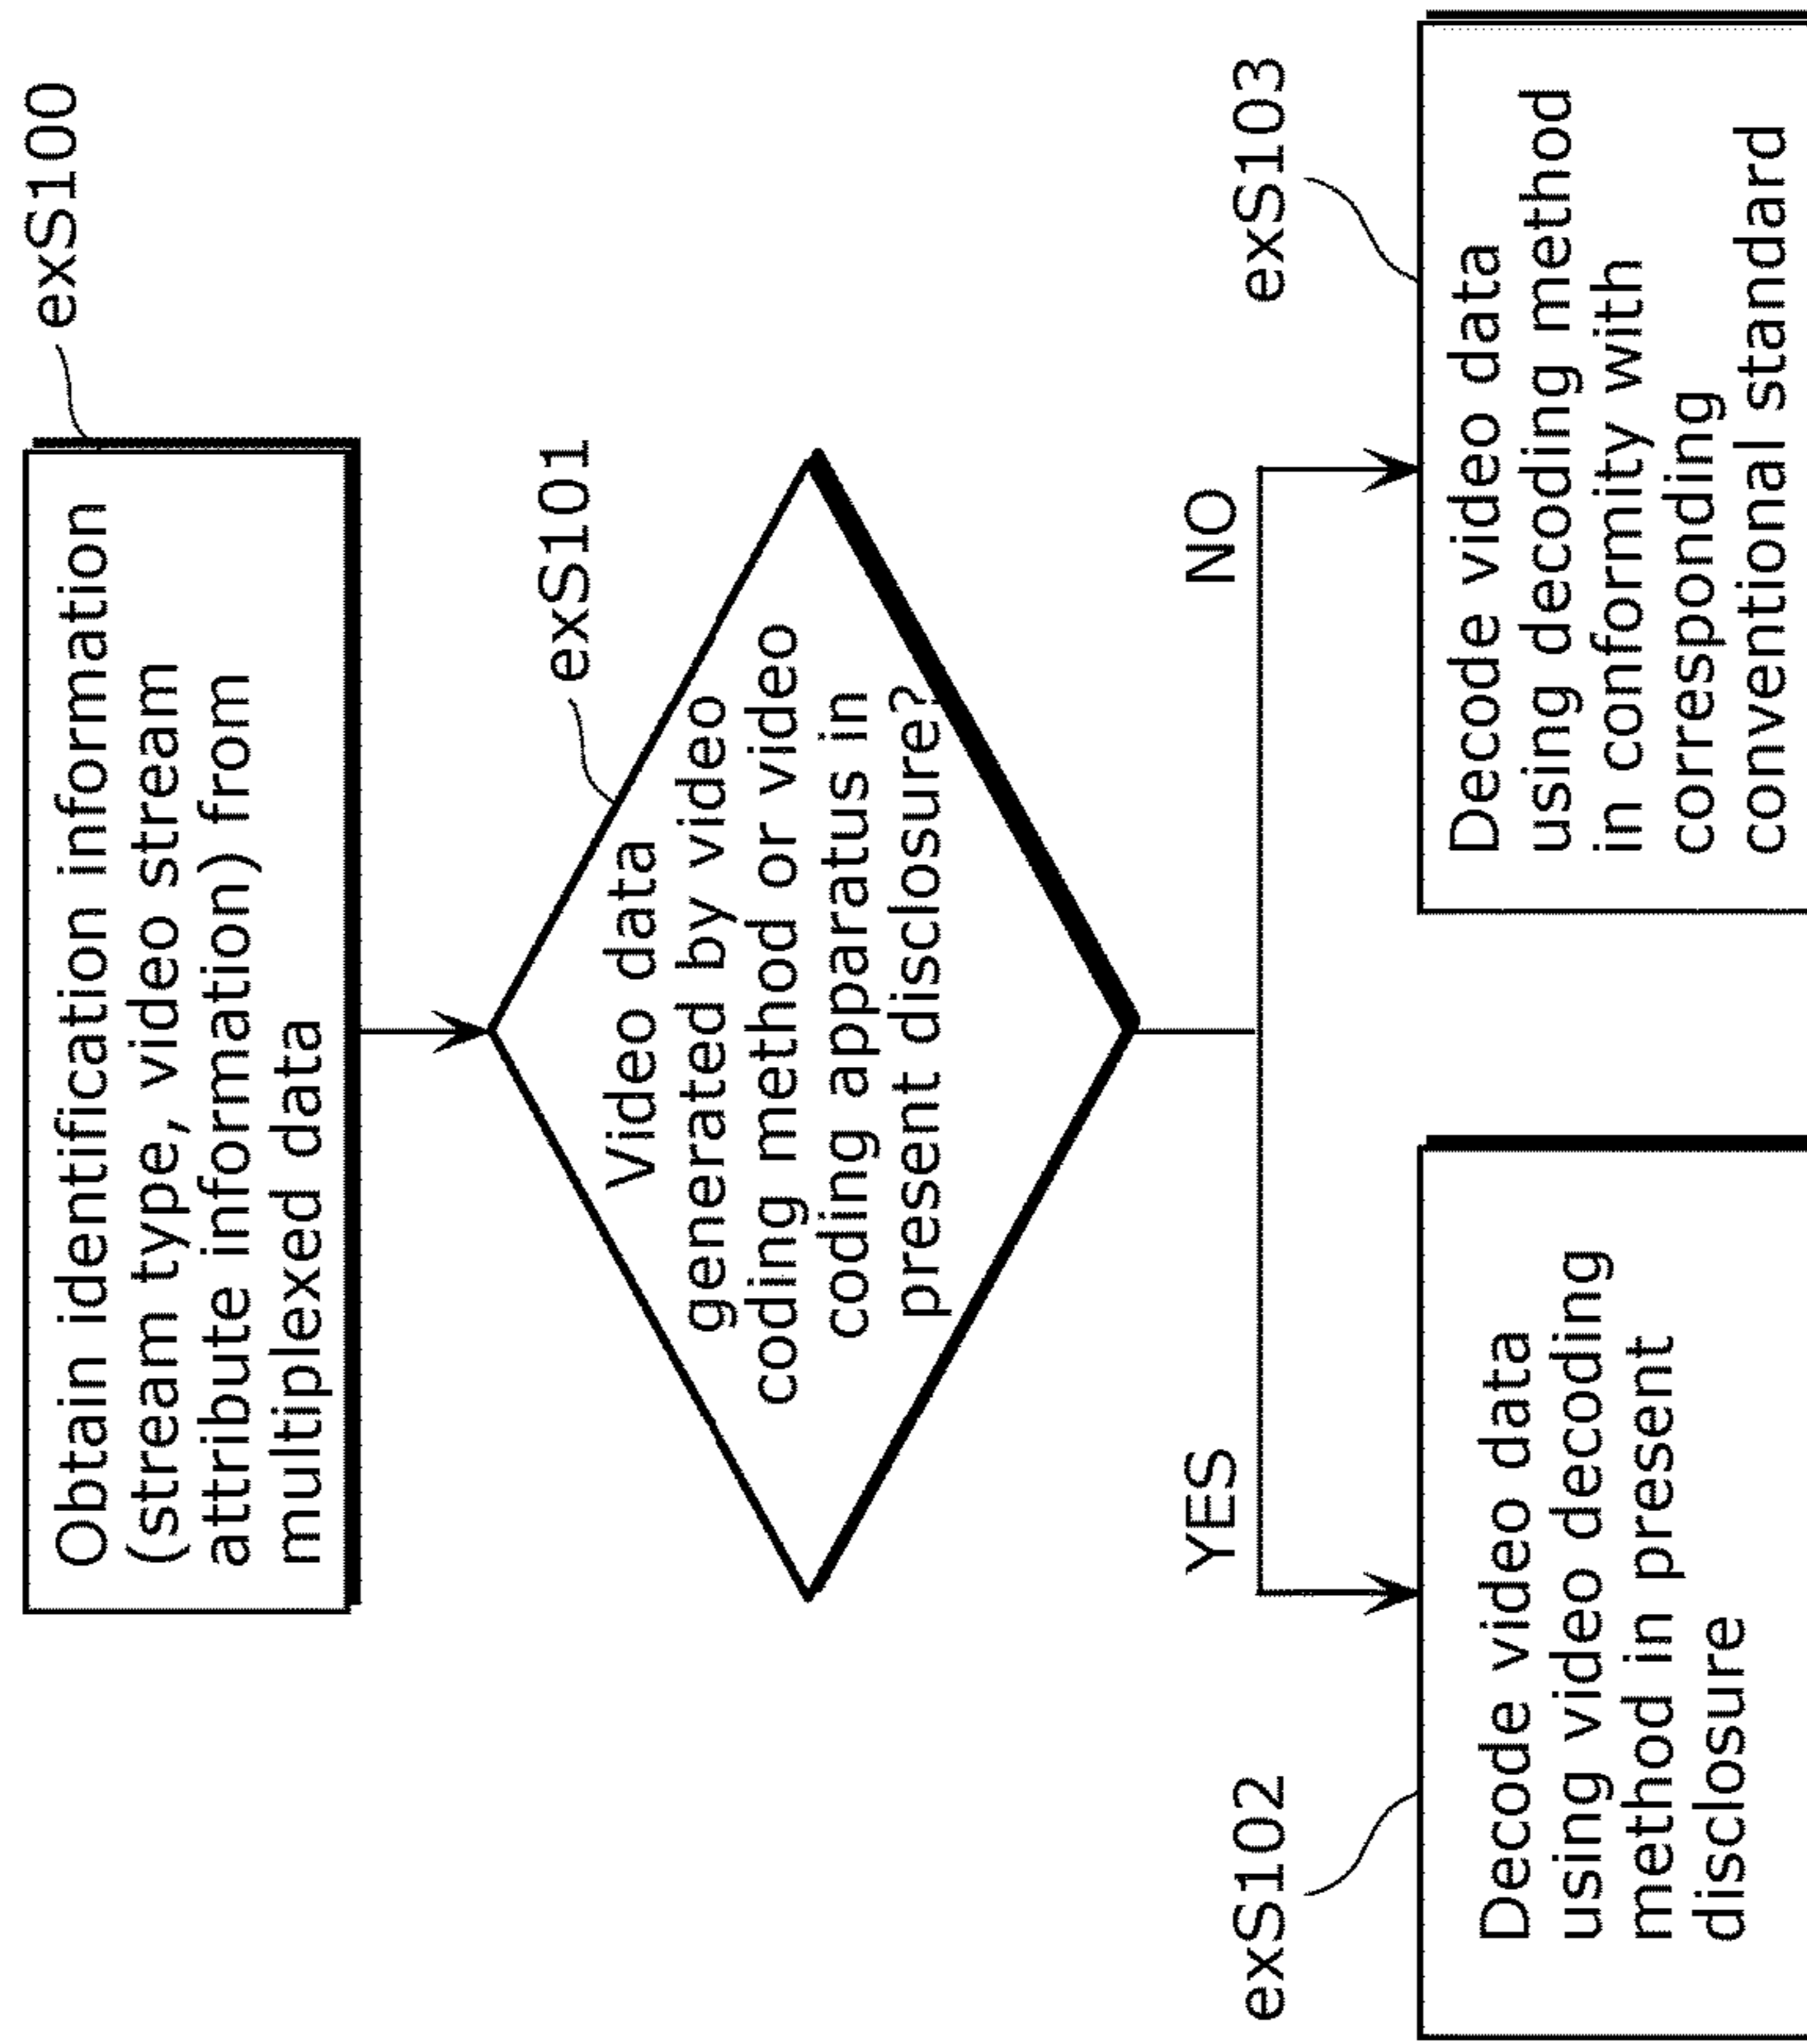 exS100
Obtain identification information
(stream type, video stream
attribute information) from
multiplexed data
exS101
Video data
generated by video
coding method or video
coding apparatus in
present disclosure?
YES
NO
exS102
Decode video data
using video decoding
method in present
disclosure
exS103
Decode video data
using decoding method
in conformity with
corresponding
conventional standard